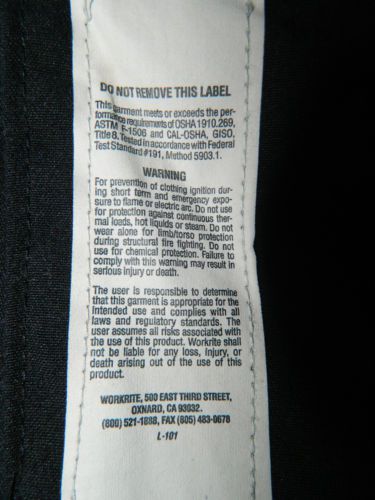 DO NOT REMOVE THIS LABEL
This garment meets or exceeds the per-
formance requirements of OSHA 1910.269,
ASTM F-1506 and CAL-OSHA, GISO,
Title 8. Tested in accordance with Federal
Test Standard #191, Method 5903.1.
WARNING
For prevention of clothing ignition dur-
ing short term and emergency expo-
sure to flame or electric arc. Do not use
for protection against continuous ther-
mal loads, hot liquids or steam. Do not
wear alone for limb/torso protection
during structural fire fighting. Do not
use for chemical protection. Failure to
comply with this warning may result in
serious injury or death.
The user is responsible to determine
that this garment is appropriate for the
intended use and complies with all
laws and regulatory standards. The
user assumes all risks associated with
the use of this product. Workrite shall
not be liable for any loss, injury, or
death arising out of the use of this
product.
WORKRITE, 500 EAST THIRD STREET,
OXNARD, CA 93032.
(800) 521-1888, FAX (805) 483-0678
L-101